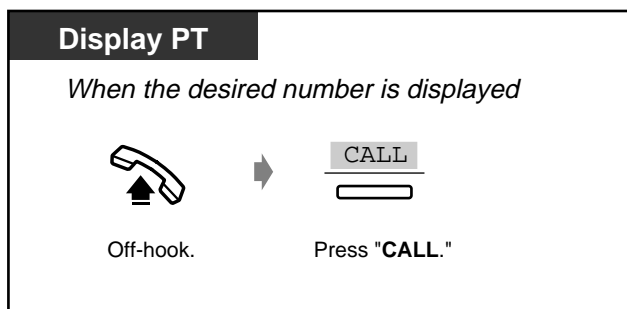 Display PT
When the desired number is displayed
CALL
Off-hook.
Press "CALL."